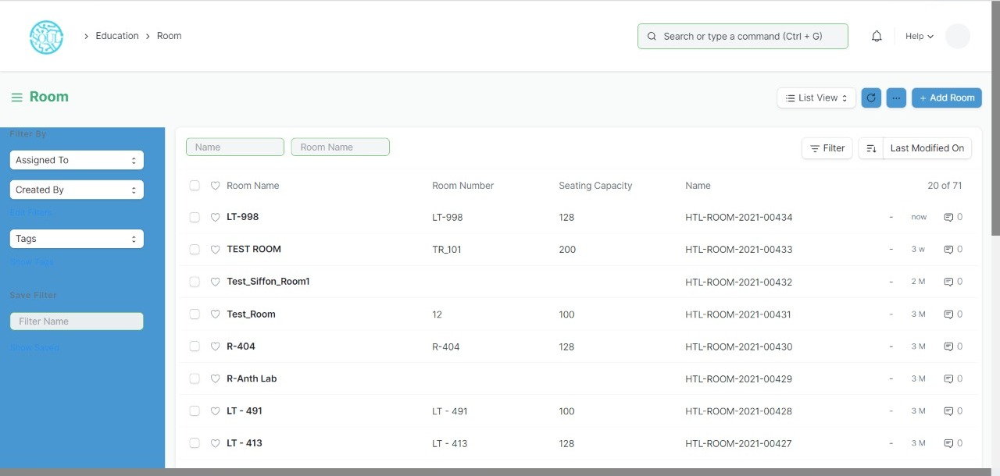 SOUL
Education Room
Search or type a command (Ctrl + G)
Help
Room
List View
...
+ Add Room
Filter By
Assigned To
Created By
Edit Filters
Tags
Show Tags
Save Filter
Filter Name
Show Saved
Name Room Name
Filter
Last Modified On
Room Name Room Number Seating Capacity Name 20 of 71
LT-998 LT-998 128 HTL-ROOM-2021-00434 - now 0
TEST ROOM TR_101 200 HTL-ROOM-2021-00433 - 3 w 0
Test_Siffon_Room1 HTL-ROOM-2021-00432 - 2 M 0
Test_Room 12 100 HTL-ROOM-2021-00431 - 3 M 0
R-404 R-404 128 HTL-ROOM-2021-00430 - 3 M 0
R-Anth Lab HTL-ROOM-2021-00429 - 3 M 0
LT - 491 LT - 491 100 HTL-ROOM-2021-00428 - 3 M 0
LT - 413 LT - 413 128 HTL-ROOM-2021-00427 - 3 M 0